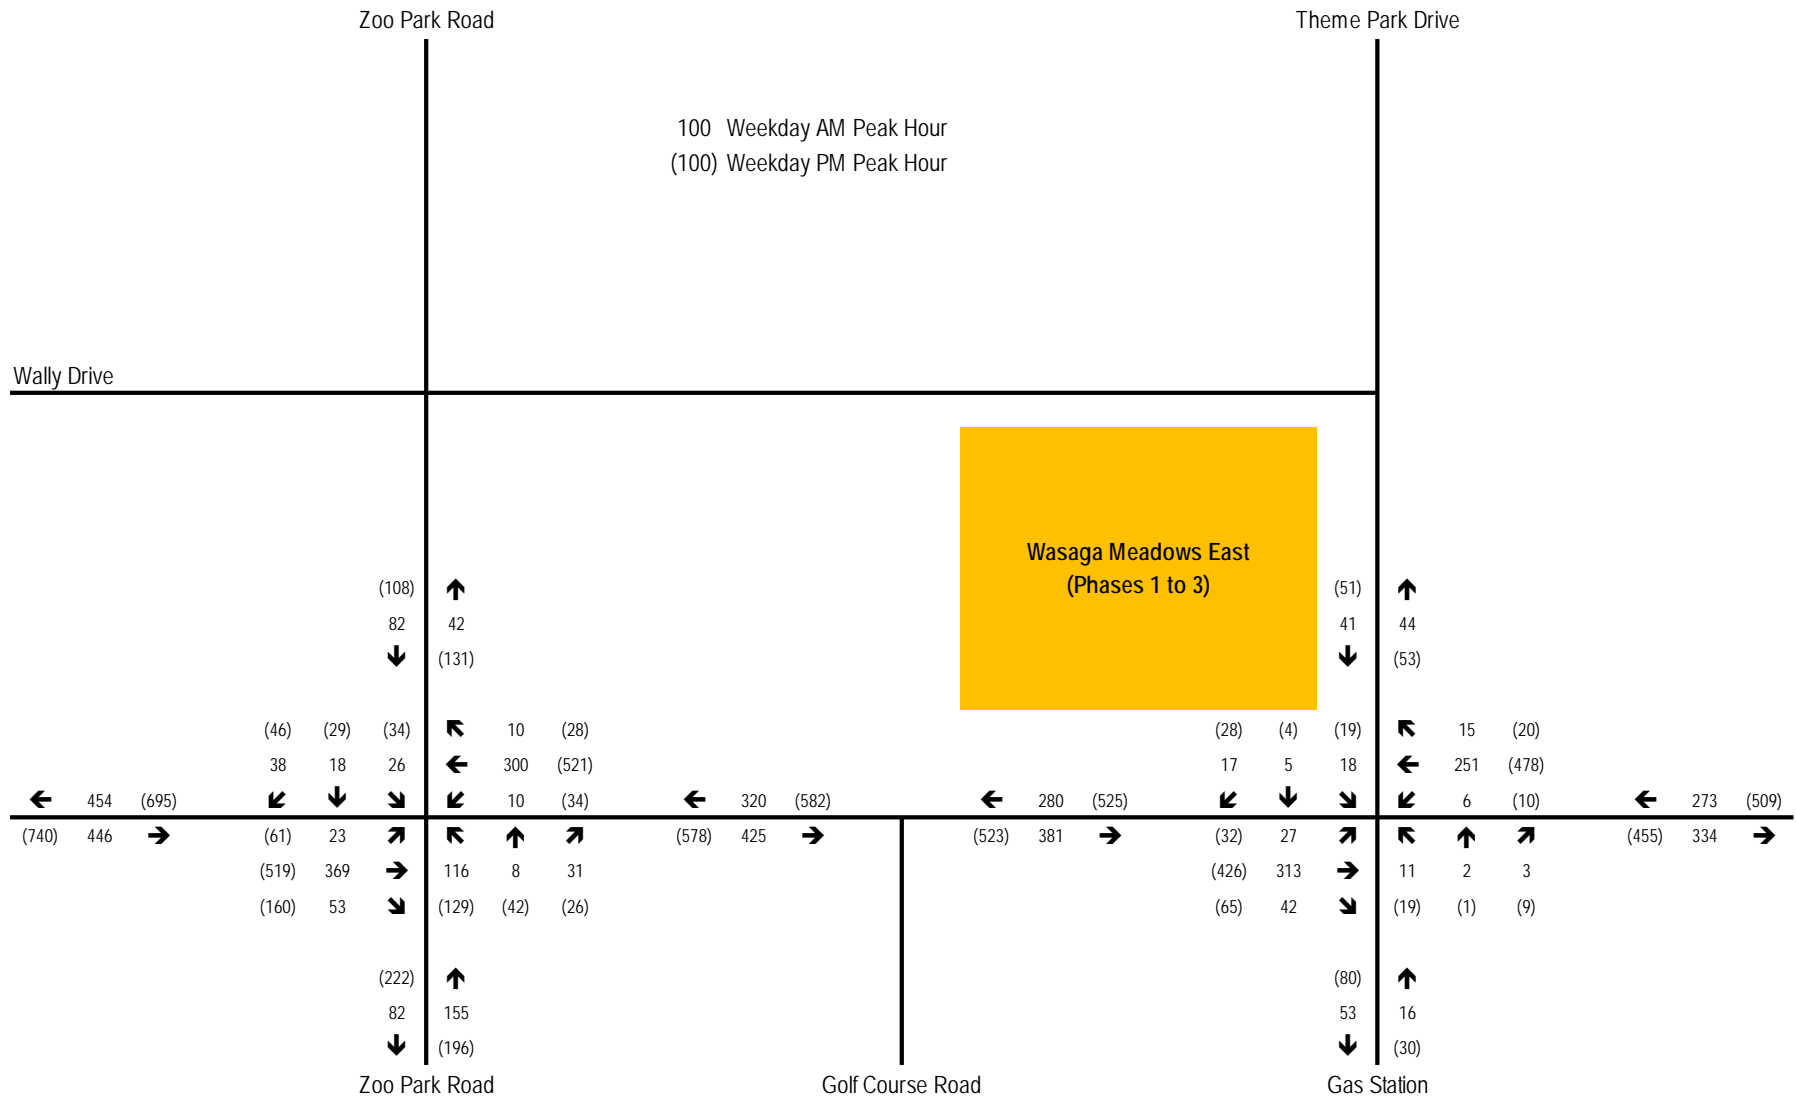 Zoo Park Road Theme Park Drive
100 Weekday AM Peak Hour
(100) Weekday PM Peak Hour
Wally Drive
Wasaga Meadows East
(Phases 1 to 3)
(108) (51)
82 42 41 44
(131) (53)
(46) (29) (34) 10 (28) (28) (4) (19) 15 (20)
38 18 26 300 (521) 17 5 18 251 (478)
454 (695) 10 (34) 320 (582) 280 (525) 6 (10) 273 (509)
(740) 446 (61) 23 (578) 425 (523) 381 (32) 27 (455) 334
(519) 369 116 8 31 (426) 313 11 2 3
(160) 53 (129) (42) (26) (65) 42 (19) (1) (9)
(222) (80)
82 155 53 16
(196) (30)
Zoo Park Road Golf Course Road Gas Station